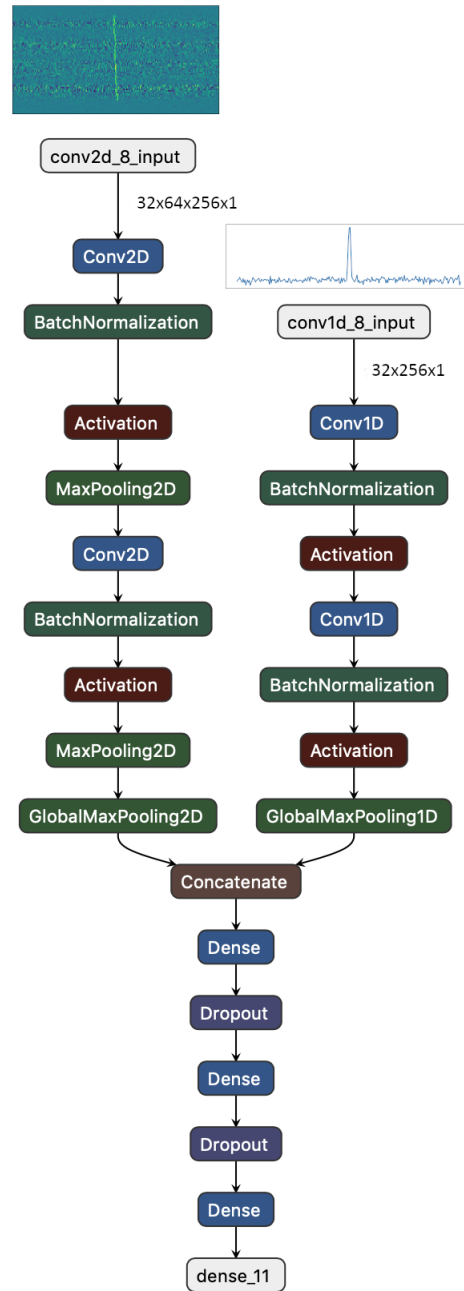 conv2d_8_input
32x64x256x1
Conv2D
BatchNormalization
Activation
MaxPooling2D
Conv2D
BatchNormalization
Activation
MaxPooling2D
GlobalMaxPooling2D
conv1d_8_input
32x256x1
Conv1D
BatchNormalization
Activation
Conv1D
BatchNormalization
Activation
GlobalMaxPooling1D
Concatenate
Dense
Dropout
Dense
Dropout
Dense
dense_11